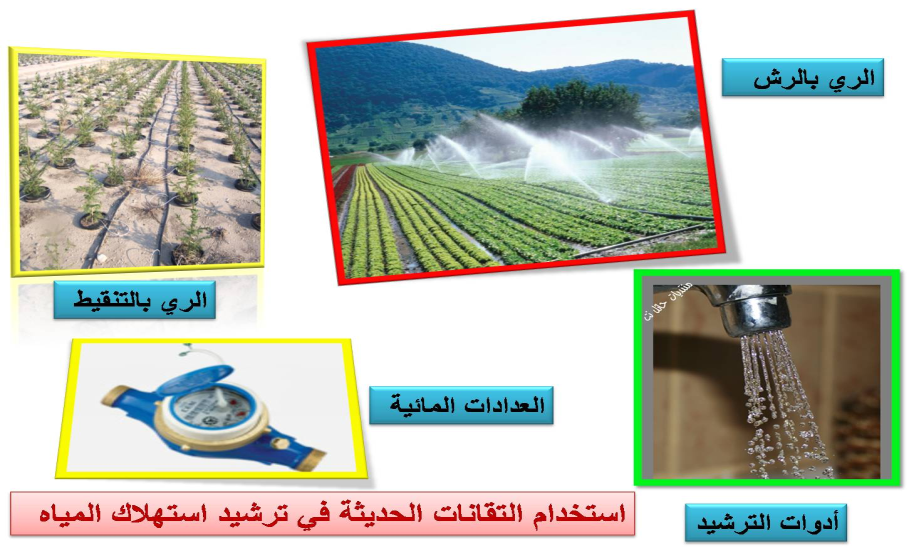 الري بالرش
الري بالتنقيط
العدادات المائية
استخدام التقانات الحديثة في ترشيد استهلاك المياه
أدوات الترشيد